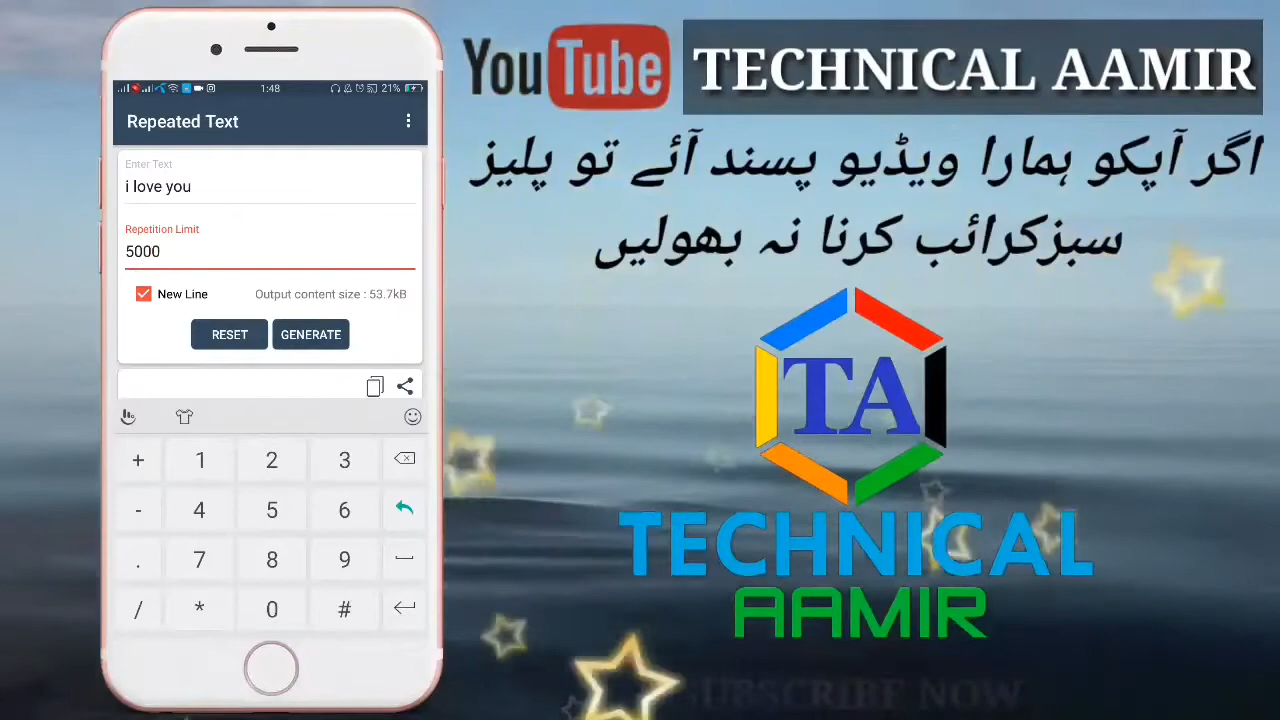 YouTube
TECHNICAL AAMIR
اگر آپکو ہمارا ویڈیو پسند آئے تو پلیز
سبزکرائب کرنا نہ بھولیں
1:48
21%
Repeated Text
Enter Text
i love you
Repetition Limit
5000
New Line
Output content size : 53.7kB
RESET
GENERATE
+ 1 2 3
- 4 5 6
. 7 8 9
/ * 0 #
TA
TECHNICAL
AAMIR
SUBSCRIBE NOW